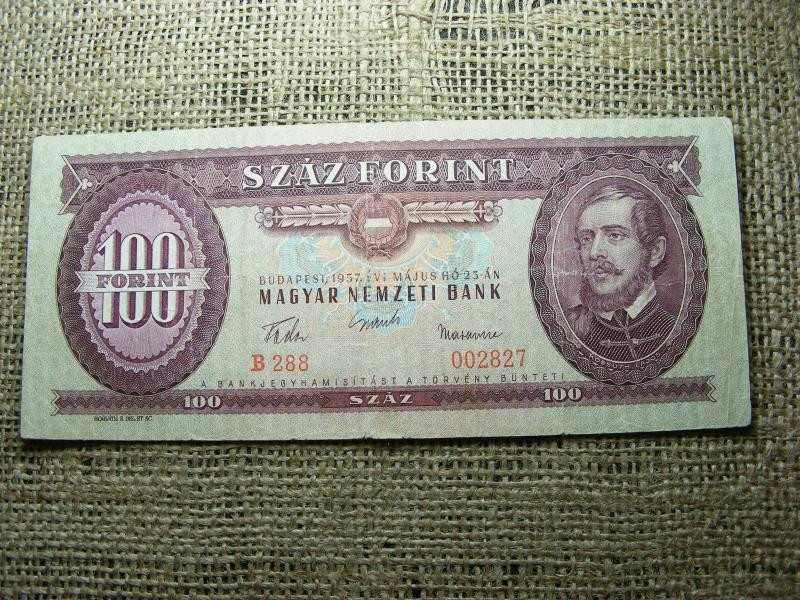 SZÁZ FORINT
100
FORINT
BUDAPEST, 1957. ÉVI MÁJUS HÓ 23-ÁN
MAGYAR NEMZETI BANK
B 288 002827
A BANKJEGYHAMISÍTÁST A TÖRVÉNY BÜNTETI
100 SZÁZ 100